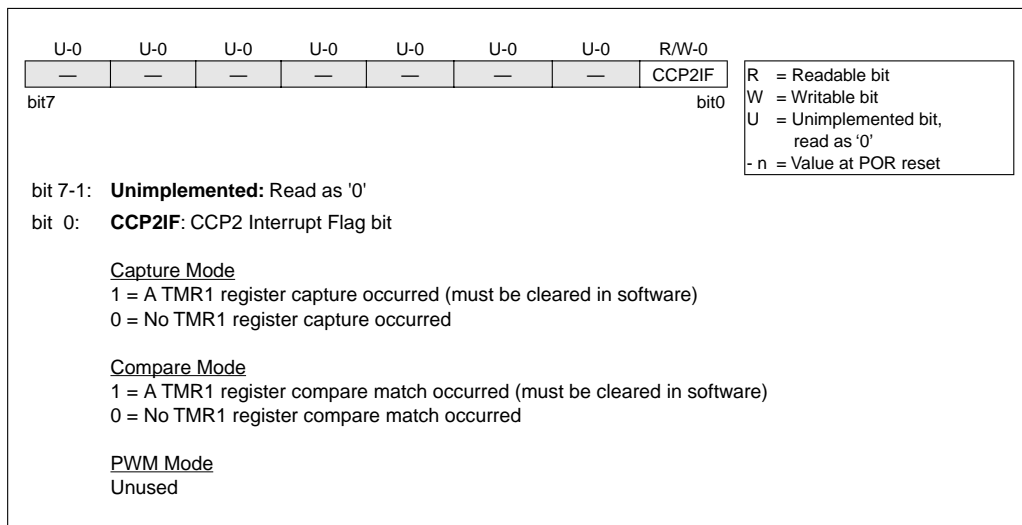 U-0 U-0 U-0 U-0 U-0 U-0 U-0 R/W-0
— — — — — — — CCP2IF
bit7 bit0
R = Readable bit
W = Writable bit
U = Unimplemented bit,
read as ‘0’
- n = Value at POR reset
bit 7-1: Unimplemented: Read as '0'
bit 0: CCP2IF: CCP2 Interrupt Flag bit
Capture Mode
1 = A TMR1 register capture occurred (must be cleared in software)
0 = No TMR1 register capture occurred
Compare Mode
1 = A TMR1 register compare match occurred (must be cleared in software)
0 = No TMR1 register compare match occurred
PWM Mode
Unused